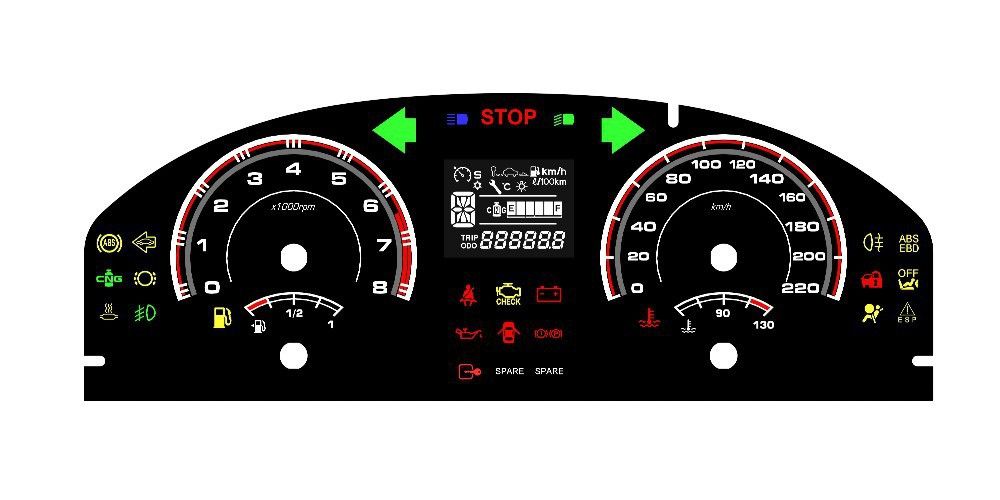 STOP
0
1
2
3
4
5
6
7
8
x1000rpm
1/2
1
S
km/h
°C
ℓ/100km
CNG
E
F
TRIP
ODO
888888.8
0
20
40
60
80
100
120
140
160
180
200
220
km/h
90
130
ABS
CNG
CHECK
SPARE
SPARE
ABS
EBD
OFF
ESP